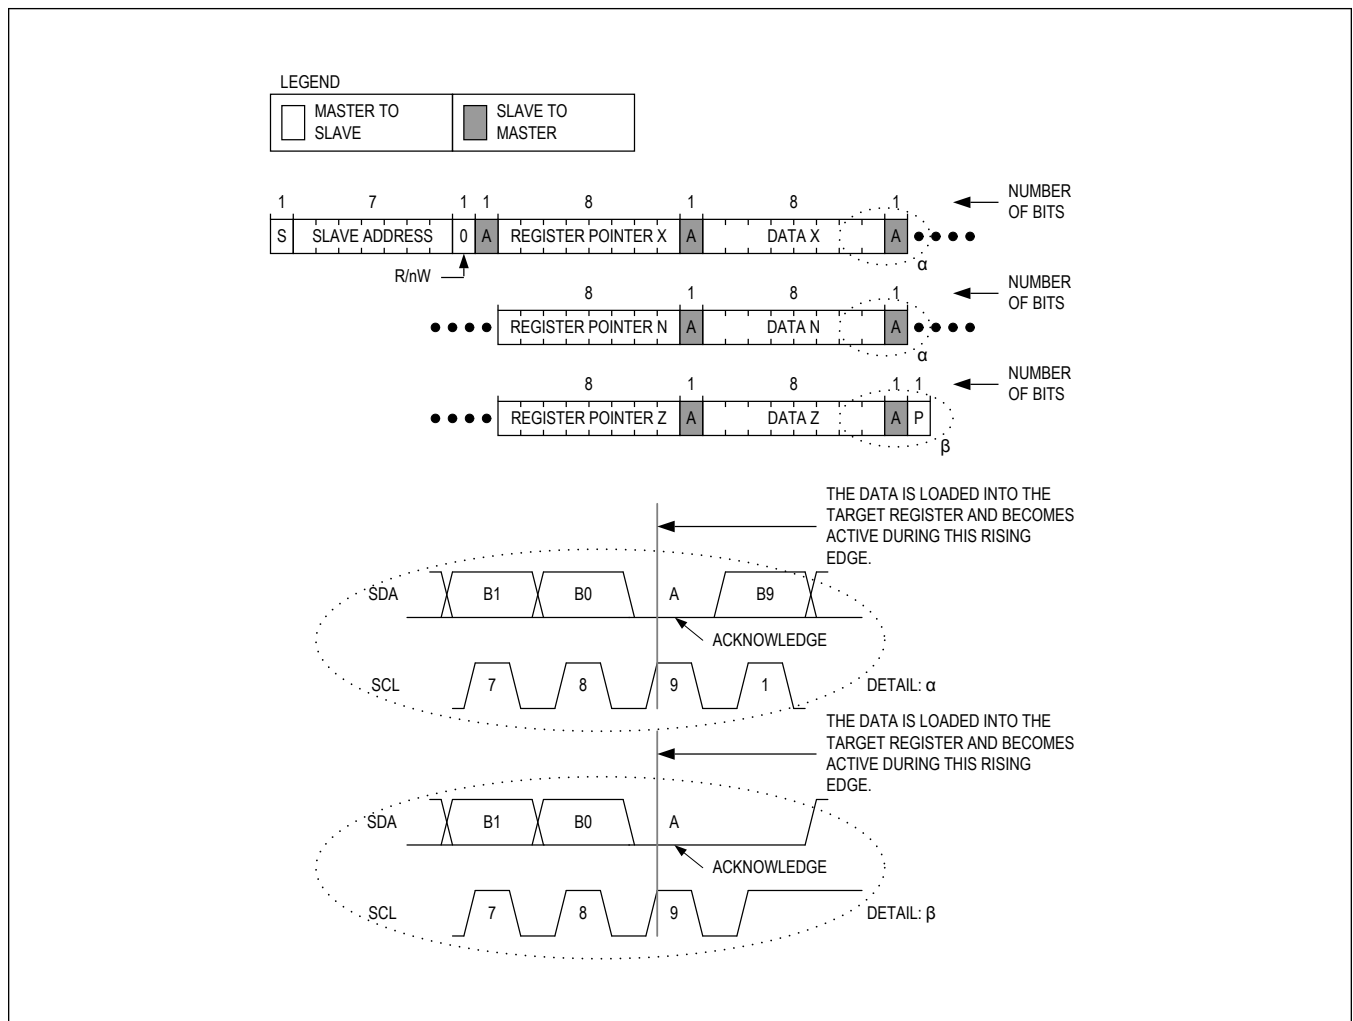 LEGEND
MASTER TO
SLAVE
SLAVE TO
MASTER
1 7 1 1 8 1 8 1
NUMBER
OF BITS
S SLAVE ADDRESS 0 A REGISTER POINTER X A DATA X A
α
R/nW
8 1 8 1
NUMBER
OF BITS
REGISTER POINTER N A DATA N A
α
8 1 8 1 1
NUMBER
OF BITS
REGISTER POINTER Z A DATA Z A P
β
THE DATA IS LOADED INTO THE
TARGET REGISTER AND BECOMES
ACTIVE DURING THIS RISING
EDGE.
SDA B1 B0 A B9
ACKNOWLEDGE
SCL 7 8 9 1 DETAIL: α
THE DATA IS LOADED INTO THE
TARGET REGISTER AND BECOMES
ACTIVE DURING THIS RISING
EDGE.
SDA B1 B0 A
ACKNOWLEDGE
SCL 7 8 9 DETAIL: β